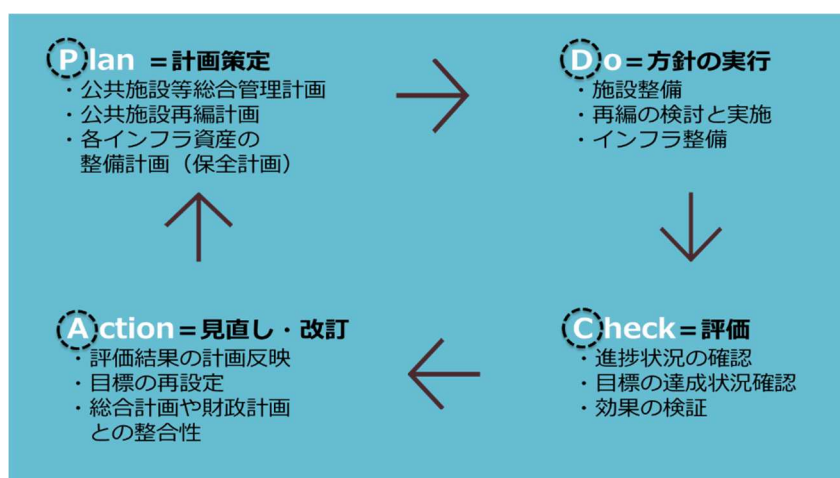 Plan =計画策定
・公共施設等総合管理計画
・公共施設再編計画
・各インフラ資産の
整備計画（保全計画）
Do=方針の実行
・施設整備
・再編の検討と実施
・インフラ整備
Action=見直し・改訂
・評価結果の計画反映
・目標の再設定
・総合計画や財政計画
との整合性
Check=評価
・進捗状況の確認
・目標の達成状況確認
・効果の検証